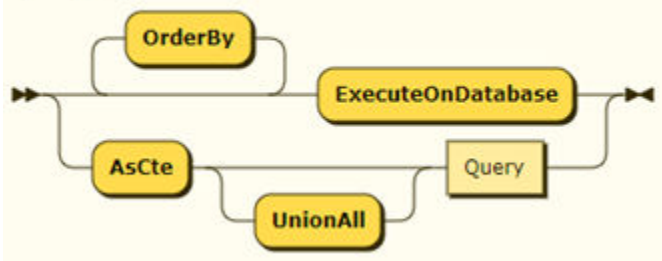 OrderBy
ExecuteOnDatabase
AsCte
Query
UnionAll